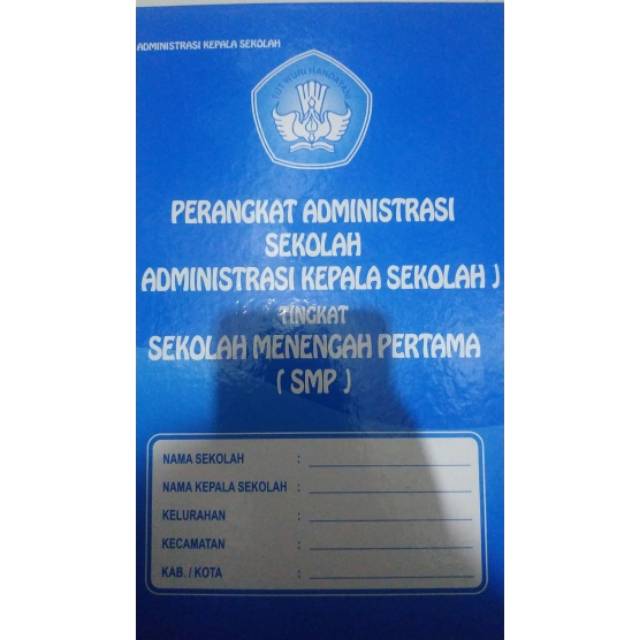 ADMINISTRASI KEPALA SEKOLAH
TUT WURI HANDAYANI
PERANGKAT ADMINISTRASI
SEKOLAH
ADMINISTRASI KEPALA SEKOLAH )
TINGKAT
SEKOLAH MENENGAH PERTAMA
( SMP )
NAMA SEKOLAH :
NAMA KEPALA SEKOLAH :
KELURAHAN :
KECAMATAN :
KAB. / KOTA :